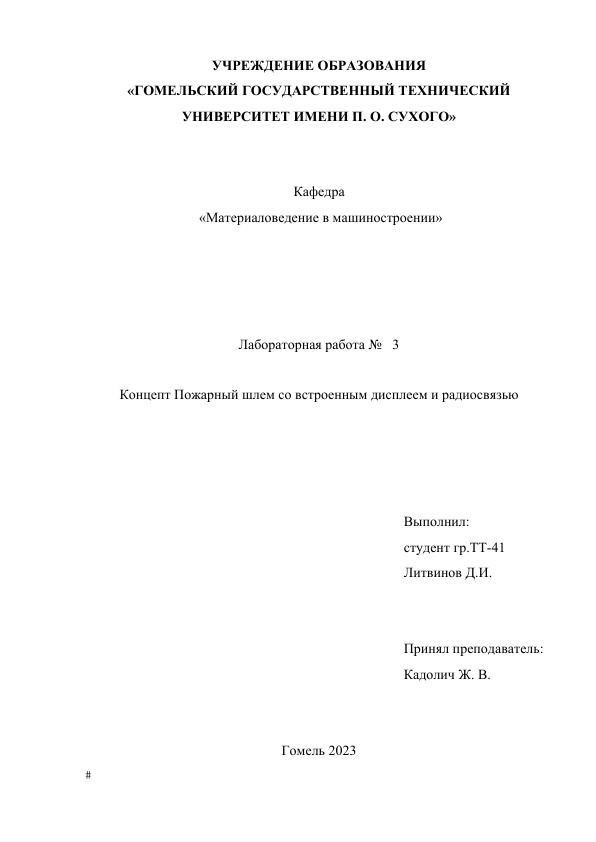 УЧРЕЖДЕНИЕ ОБРАЗОВАНИЯ
«ГОМЕЛЬСКИЙ ГОСУДАРСТВЕННЫЙ ТЕХНИЧЕСКИЙ
УНИВЕРСИТЕТ ИМЕНИ П. О. СУХОГО»
Кафедра
«Материаловедение в машиностроении»
Лабораторная работа № 3
Концепт Пожарный шлем со встроенным дисплеем и радиосвязью
Выполнил:
студент гр.ТТ-41
Литвинов Д.И.
Принял преподаватель:
Кадолич Ж. В.
Гомель 2023
#